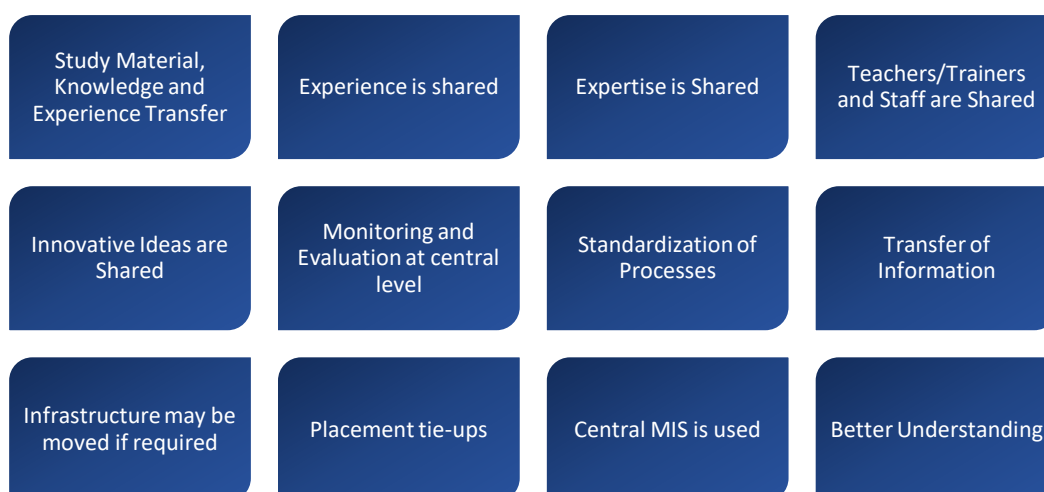 Study Material,
Knowledge and
Experience Transfer
Experience is shared
Expertise is Shared
Teachers/Trainers
and Staff are Shared
Innovative Ideas are
Shared
Monitoring and
Evaluation at central
level
Standardization of
Processes
Transfer of
Information
Infrastructure may be
moved if required
Placement tie-ups
Central MIS is used
Better Understanding